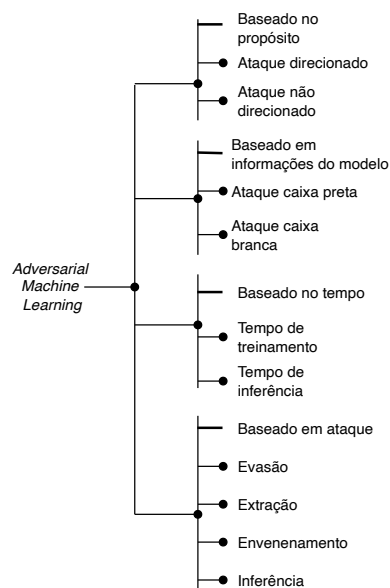 Baseado no
propósito
Ataque direcionado
Ataque não
direcionado
Baseado em
informações do modelo
Ataque caixa preta
Ataque caixa
branca
Adversarial
Machine
Learning
Baseado no tempo
Tempo de
treinamento
Tempo de
inferência
Baseado em ataque
Evasão
Extração
Envenenamento
Inferência